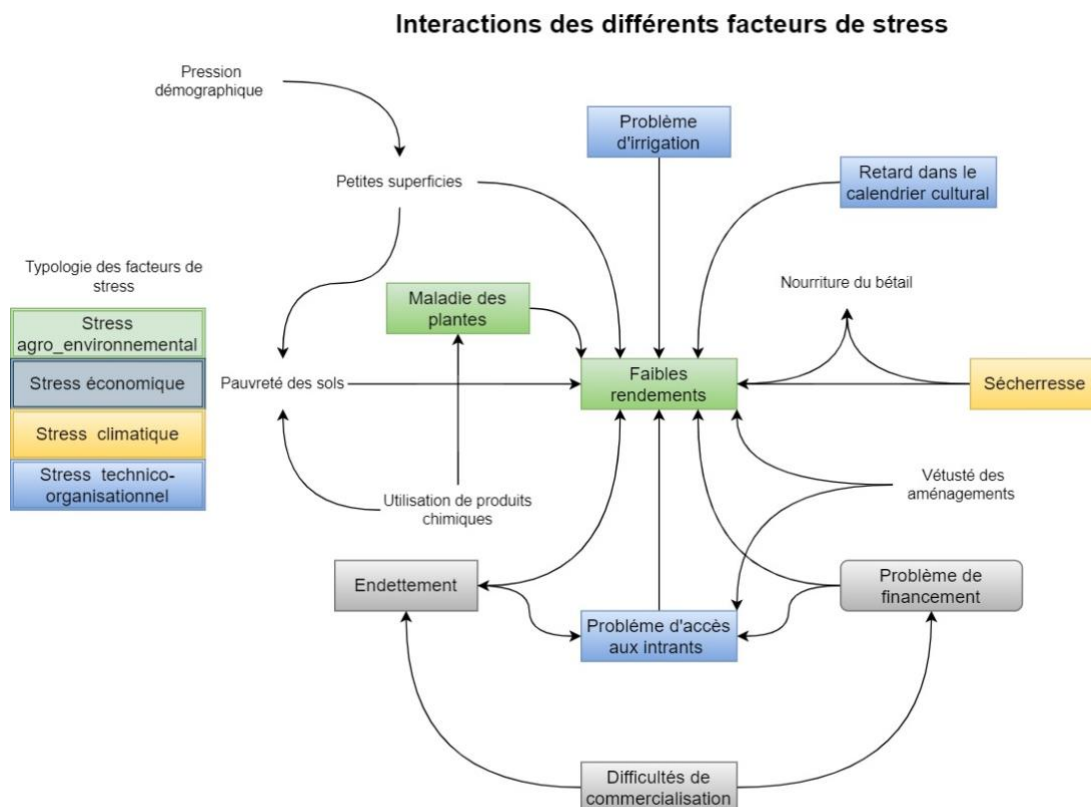 Interactions des différents facteurs de stress
Pression
démographique
Problème
d'irrigation
Retard dans le
calendrier cultural
Petites superficies
Typologie des facteurs de
stress
Stress
agro_environnemental
Stress économique
Stress climatique
Stress technico-
organisationnel
Maladie des
plantes
Nourriture du bétail
Pauvreté des sols
Faibles
rendements
Sécherresse
Utilisation de produits
chimiques
Vétusté des
aménagements
Endettement
Probléme d'accès
aux intrants
Problème de
financement
Difficultés de
commercialisation